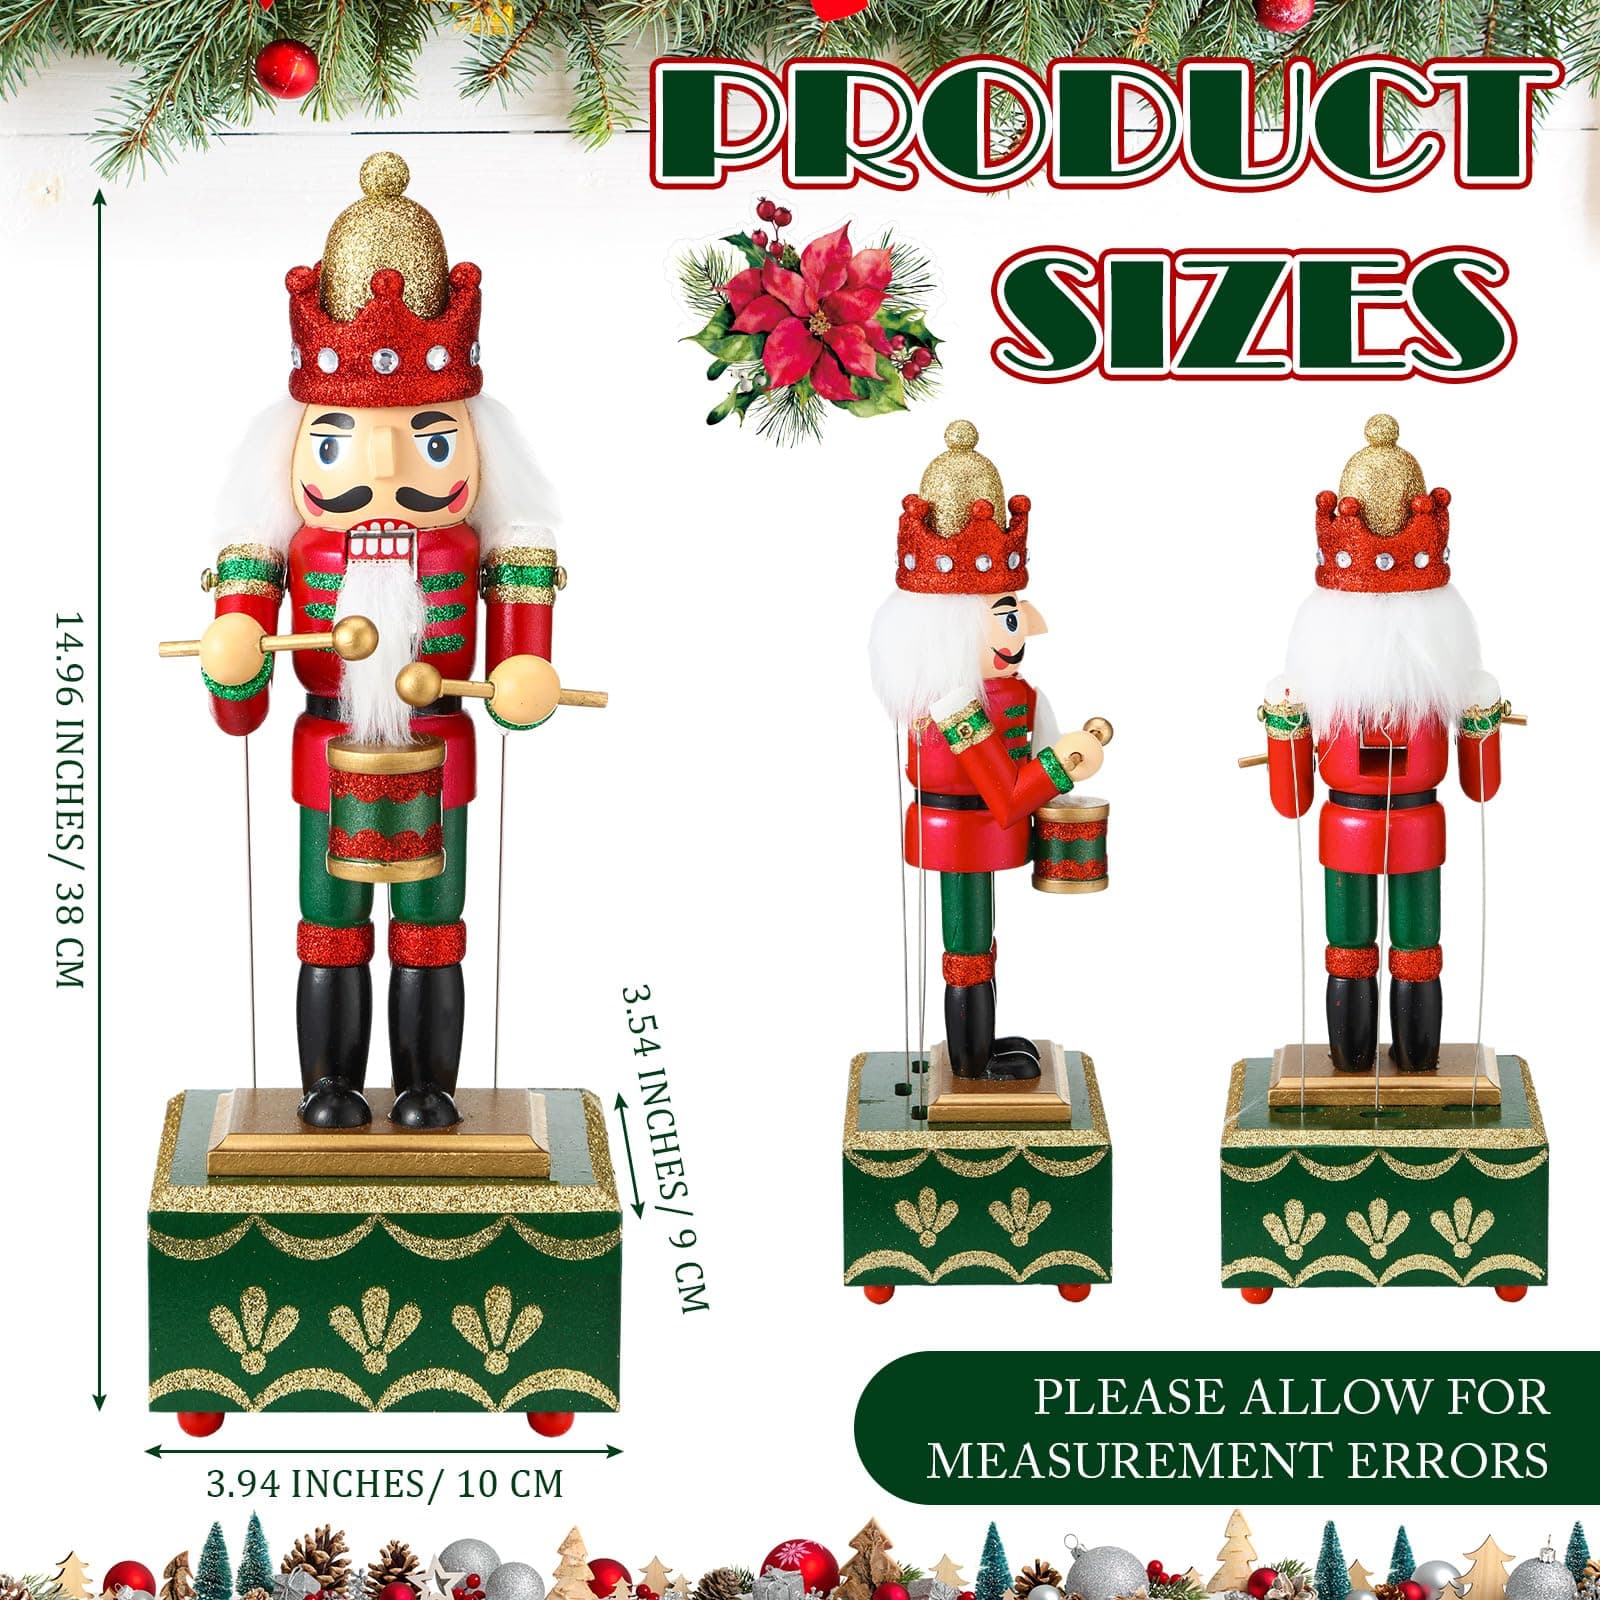 PRODUCT
SIZES
14.96 INCHES/ 38 CM
3.54 INCHES/ 9 CM
3.94 INCHES/ 10 CM
PLEASE ALLOW FOR
MEASUREMENT ERRORS